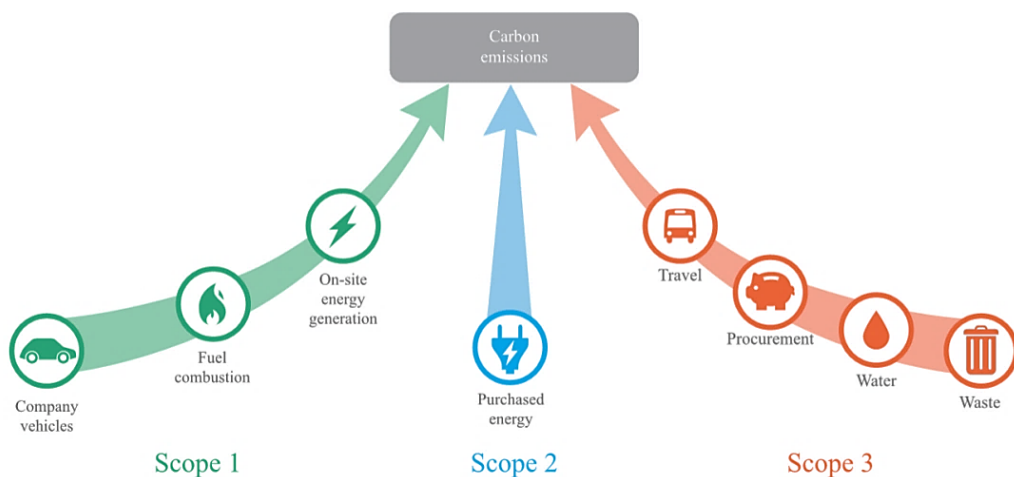 Carbon
emissions
On-site
energy
generation
Travel
Fuel
combustion
Procurement
Company
vehicles
Purchased
energy
Water
Waste
Scope 1
Scope 2
Scope 3